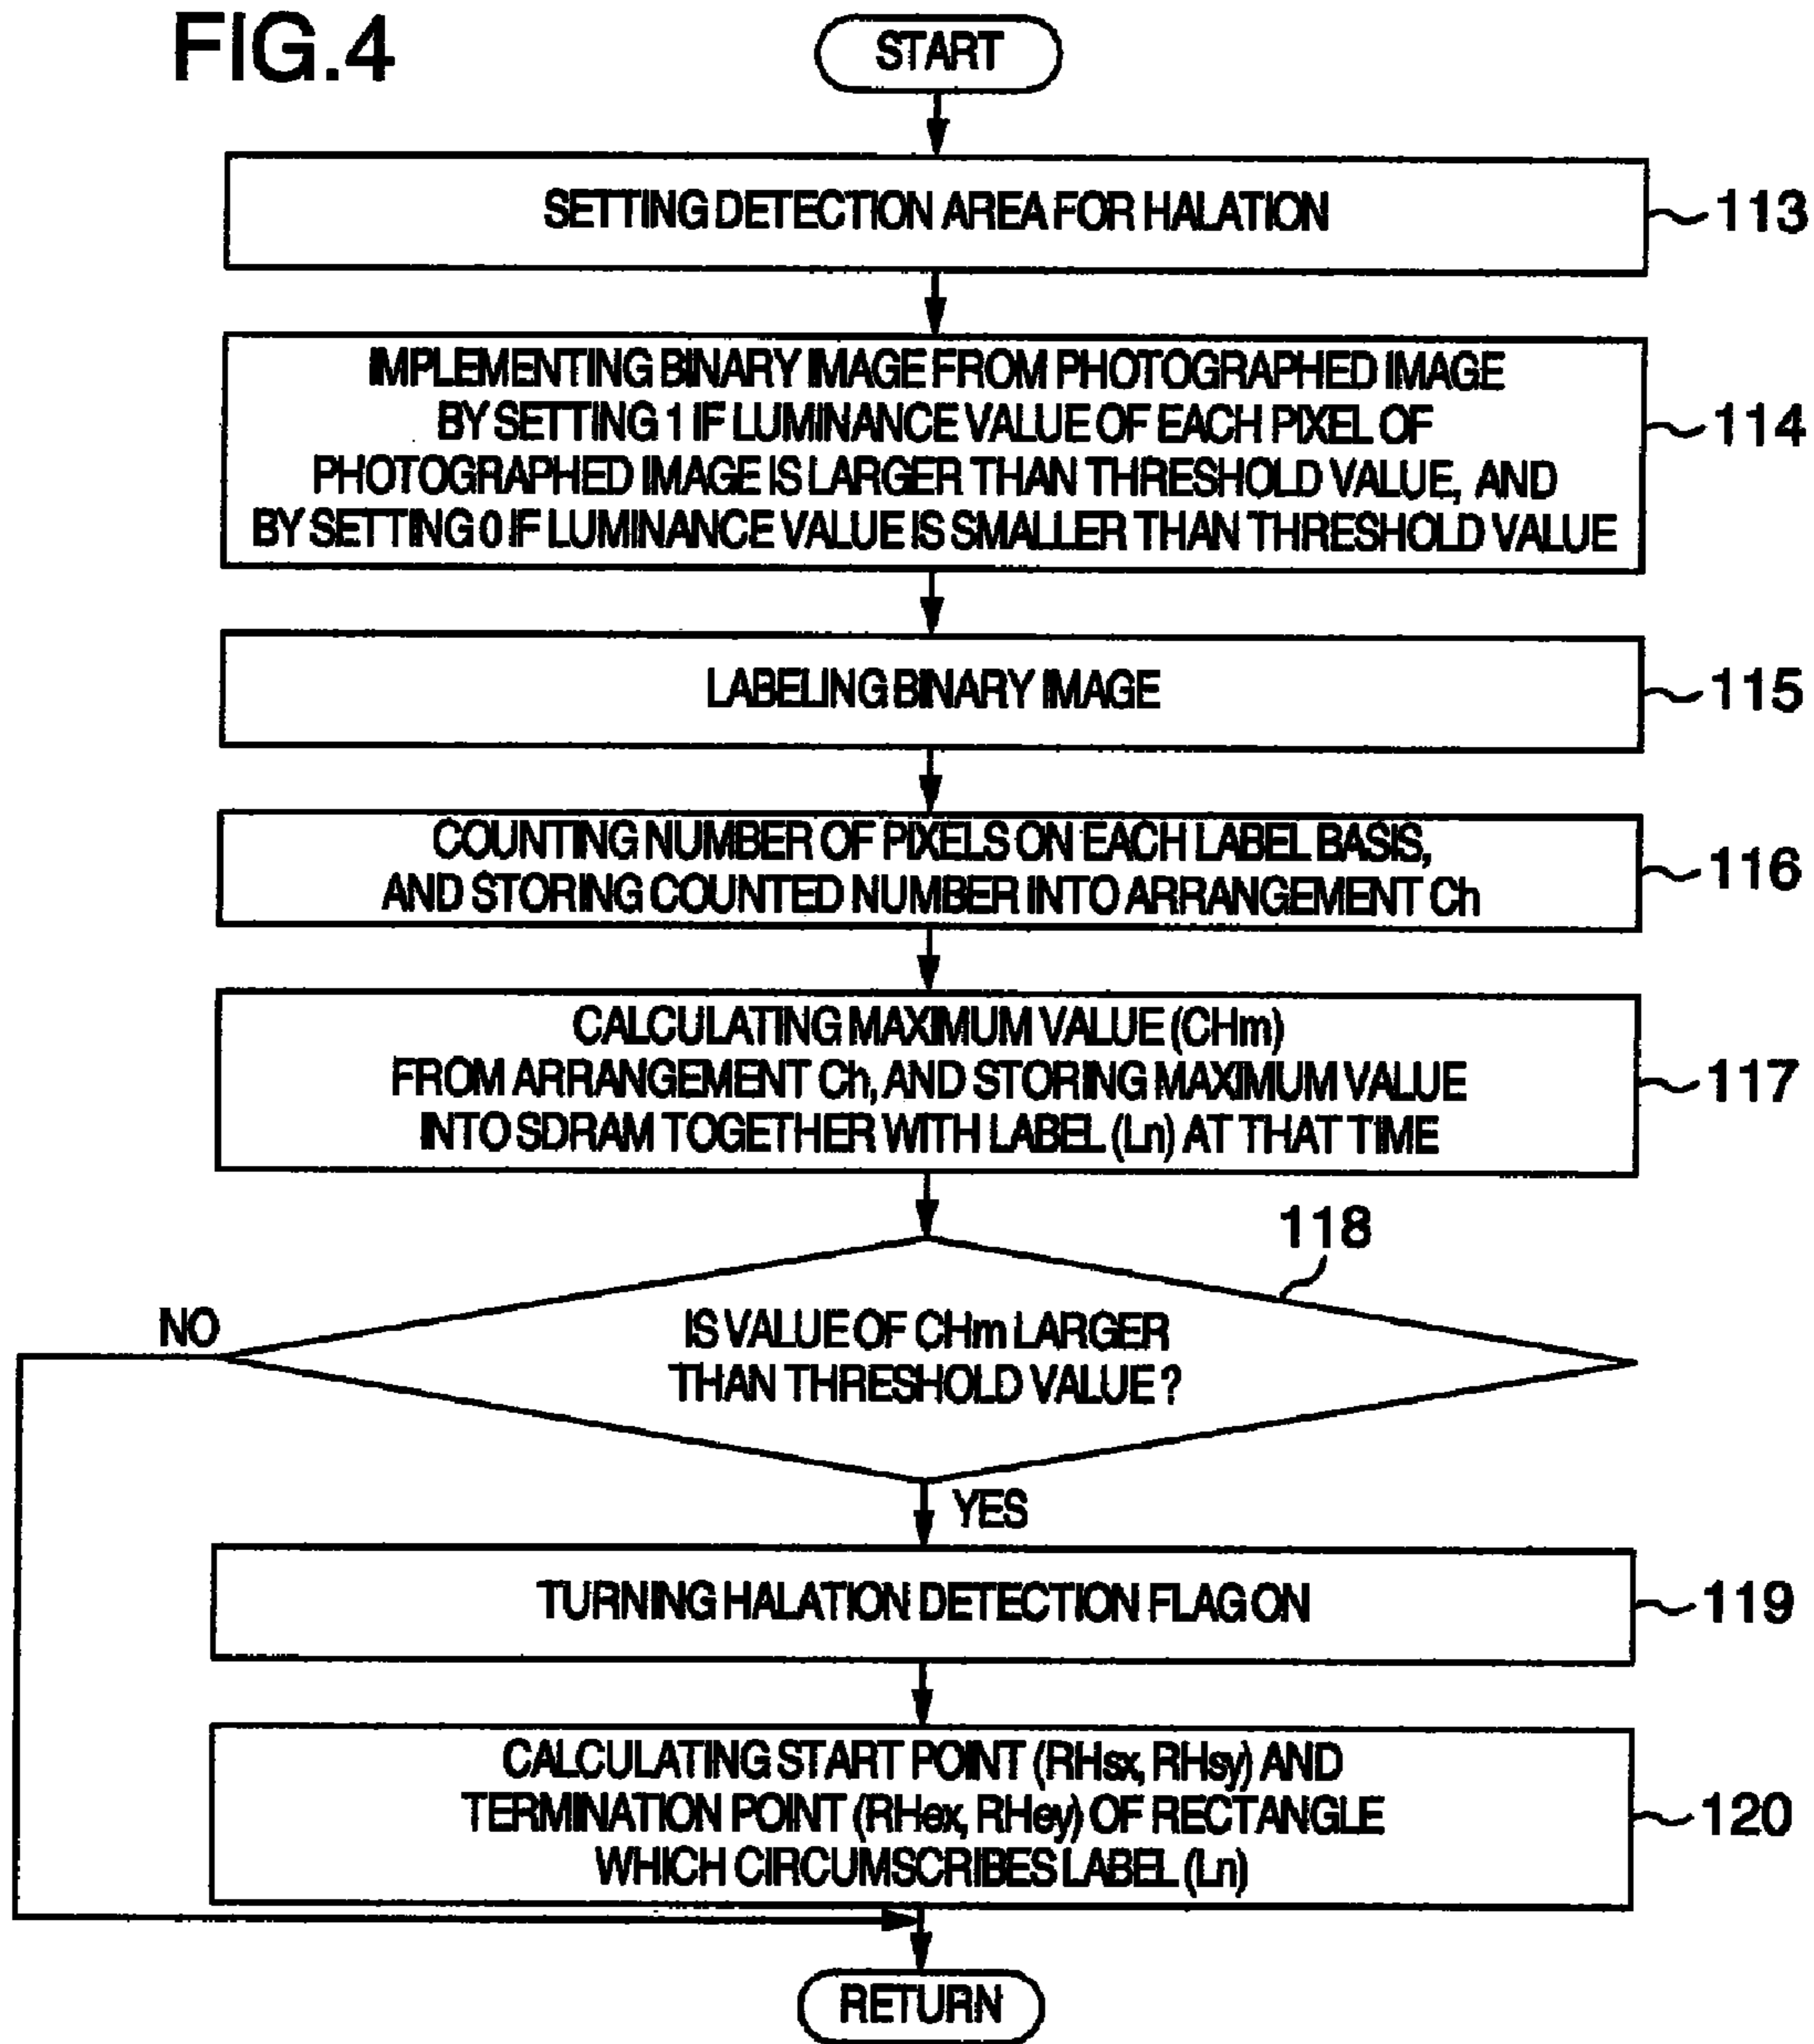 FIG.4
START
SETTING DETECTION AREA FOR HALATION
113
IMPLEMENTING BINARY IMAGE FROM PHOTOGRAPHED IMAGE
BY SETTING 1 IF LUMINANCE VALUE OF EACH PIXEL OF
PHOTOGRAPHED IMAGE IS LARGER THAN THRESHOLD VALUE, AND
BY SETTING 0 IF LUMINANCE VALUE IS SMALLER THAN THRESHOLD VALUE
114
LABELING BINARY IMAGE
115
COUNTING NUMBER OF PIXELS ON EACH LABEL BASIS,
AND STORING COUNTED NUMBER INTO ARRANGEMENT Ch
116
CALCULATING MAXIMUM VALUE (CHm)
FROM ARRANGEMENT Ch, AND STORING MAXIMUM VALUE
INTO SDRAM TOGETHER WITH LABEL (Ln) AT THAT TIME
117
118
NO
IS VALUE OF CHm LARGER
THAN THRESHOLD VALUE ?
YES
TURNING HALATION DETECTION FLAG ON
119
CALCULATING START POINT (RHsx, RHsy) AND
TERMINATION POINT (RHex, RHey) OF RECTANGLE
WHICH CIRCUMSCRIBES LABEL (Ln)
120
RETURN